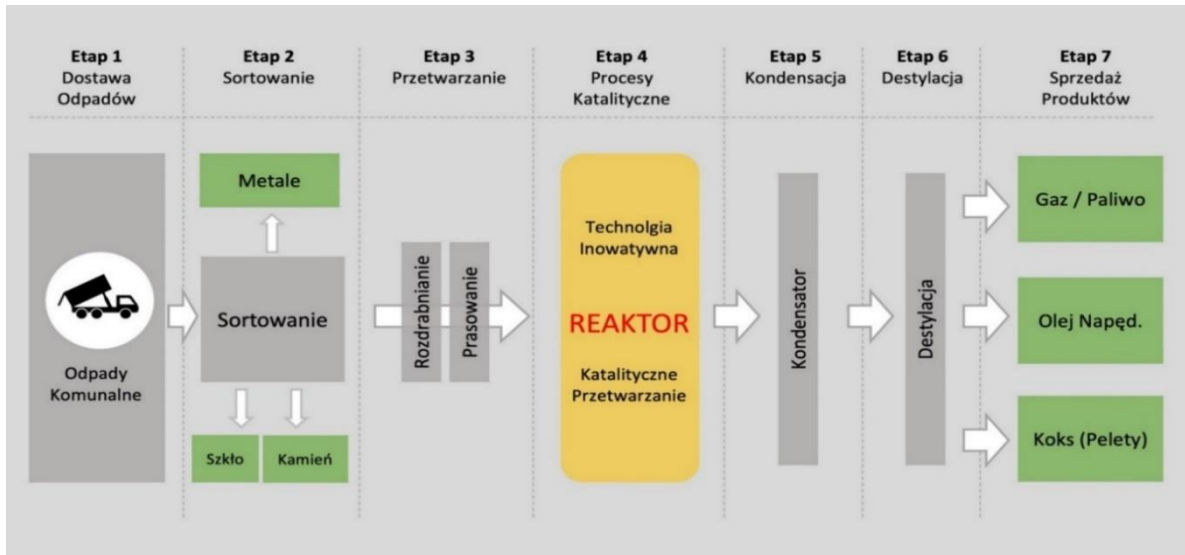 Etap 1
Dostawa
Odpadów
Etap 2
Sortowanie
Etap 3
Przetwarzanie
Etap 4
Procesy
Katalityczne
Etap 5
Kondensacja
Etap 6
Destylacja
Etap 7
Sprzedaż
Produktów
Odpady
Komunalne
Metale
Sortowanie
Szkło
Kamień
Rozdrabnianie
Prasowanie
Technolgia
Inowatywna
REAKTOR
Katalityczne
Przetwarzanie
Kondensator
Destylacja
Gaz / Paliwo
Olej Napęd.
Koks (Pelety)